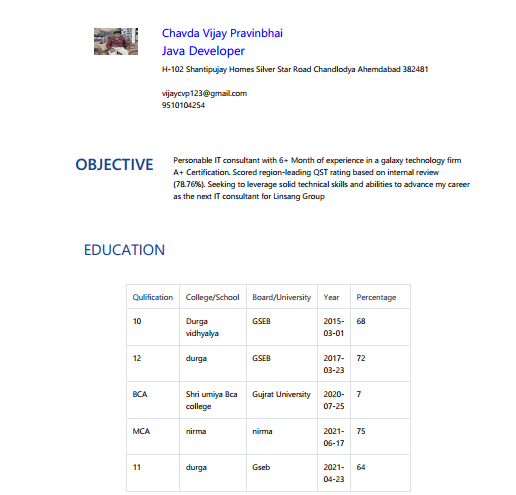 Chavda Vijay Pravinbhai
Java Developer
H-102 Shantipujay Homes Silver Star Road Chandlodya Ahemdabad 382481
vijaycvp123@gmail.com
9510104254
OBJECTIVE
Personable IT consultant with 6+ Month of experience in a galaxy technology firm
A+ Certification. Scored region-leading QST rating based on internal review
(78.76%). Seeking to leverage solid technical skills and abilities to advance my career
as the next IT consultant for Linsang Group
EDUCATION
Qulification College/School Board/University Year Percentage
10 Durga vidhyalya GSEB 2015-03-01 68
12 durga GSEB 2017-03-23 72
BCA Shri umiya Bca college Gujrat University 2020-07-25 7
MCA nirma nirma 2021-06-17 75
11 durga Gseb 2021-04-23 64